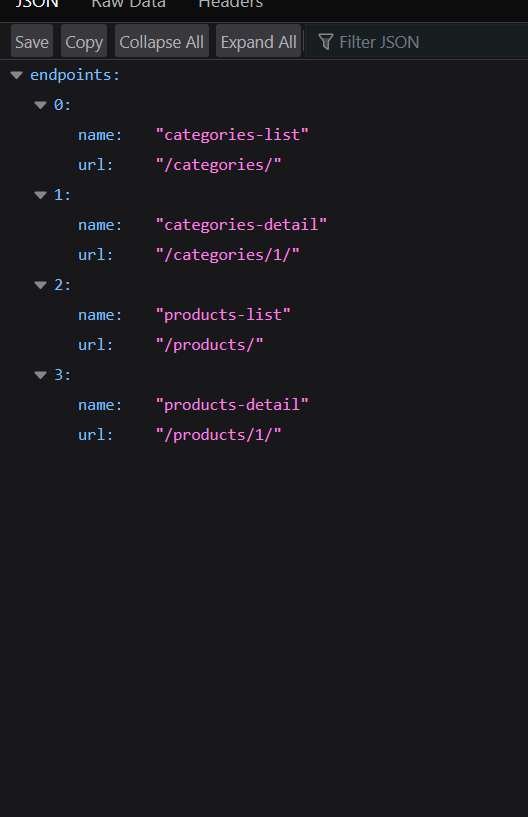 JSON Raw Data Headers
Save Copy Collapse All Expand All Filter JSON
endpoints:
0:
name: "categories-list"
url: "/categories/"
1:
name: "categories-detail"
url: "/categories/1/"
2:
name: "products-list"
url: "/products/"
3:
name: "products-detail"
url: "/products/1/"